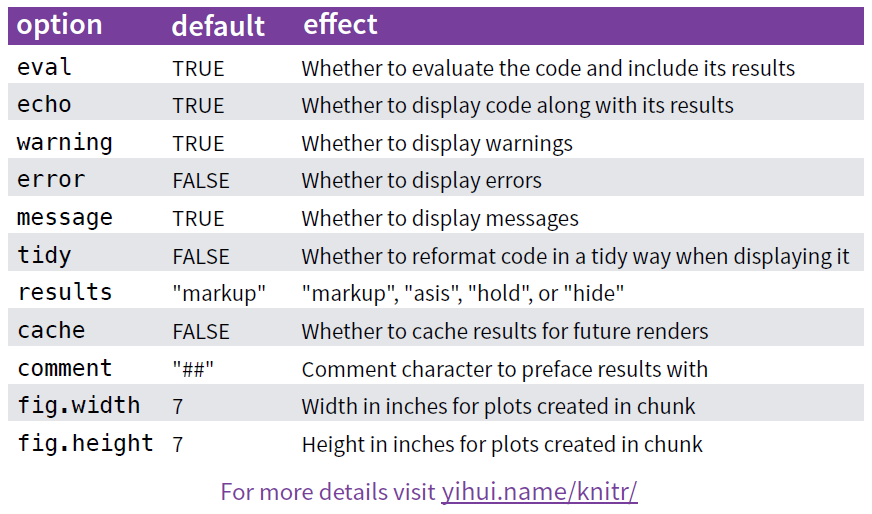 option default effect
eval TRUE Whether to evaluate the code and include its results
echo TRUE Whether to display code along with its results
warning TRUE Whether to display warnings
error FALSE Whether to display errors
message TRUE Whether to display messages
tidy FALSE Whether to reformat code in a tidy way when displaying it
results "markup" "markup", "asis", "hold", or "hide"
cache FALSE Whether to cache results for future renders
comment "##" Comment character to preface results with
fig.width 7 Width in inches for plots created in chunk
fig.height 7 Height in inches for plots created in chunk
For more details visit yihui.name/knitr/